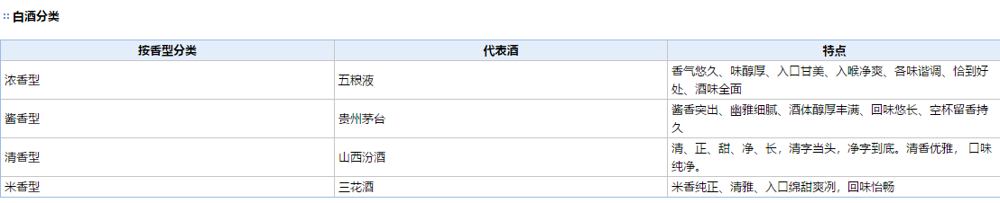 白酒分类
按香型分类 代表酒 特点
浓香型 五粮液 香气悠久、味醇厚、入口甘美、入喉净爽、各味谐调、恰到好
处、酒味全面
酱香型 贵州茅台 酱香突出、幽雅细腻、酒体醇厚丰满、回味悠长、空杯留香持
久
清香型 山西汾酒 清、正、甜、净、长，清字当头，净字到底。清香优雅， 口味
纯净。
米香型 三花酒 米香纯正、清雅、入口绵甜爽冽，回味怡畅